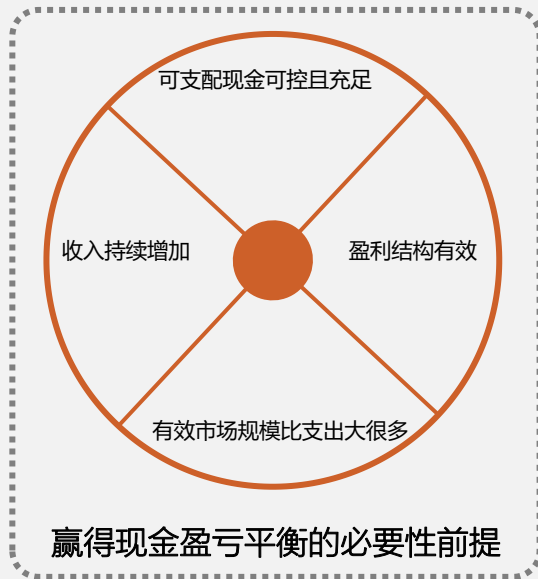 可支配现金可控且充足
收入持续增加
盈利结构有效
有效市场规模比支出大很多
赢得现金盈亏平衡的必要性前提